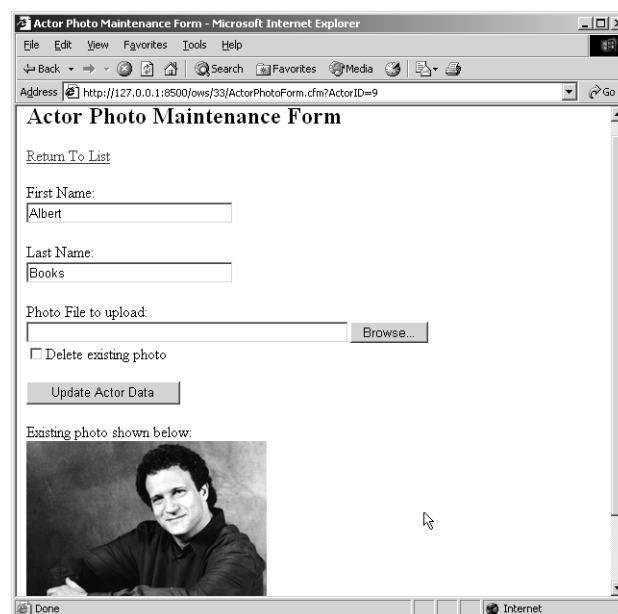 Actor Photo Maintenance Form - Microsoft Internet Explorer
File Edit View Favorites Tools Help
Back Search Favorites Media
Address http://127.0.0.1:8500/ows/33/ActorPhotoForm.cfm?ActorID=9 Go
Actor Photo Maintenance Form
Return To List
First Name:
Albert
Last Name:
Books
Photo File to upload:
Browse...
Delete existing photo
Update Actor Data
Existing photo shown below:
Done Internet